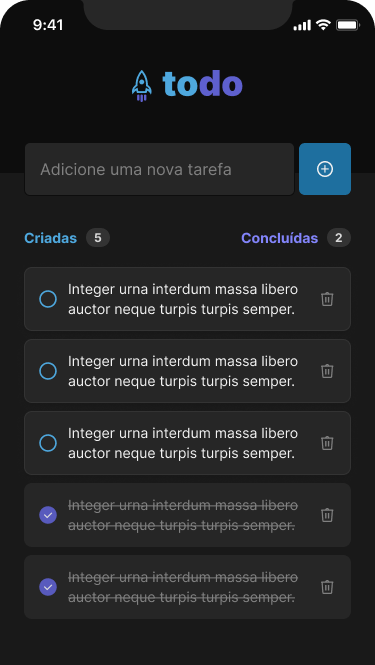 9:41
todo
Adicione uma nova tarefa
Criadas 5 Concluídas 2
Integer urna interdum massa libero
auctor neque turpis turpis semper.
Integer urna interdum massa libero
auctor neque turpis turpis semper.
Integer urna interdum massa libero
auctor neque turpis turpis semper.
Integer urna interdum massa libero
auctor neque turpis turpis semper.
Integer urna interdum massa libero
auctor neque turpis turpis semper.